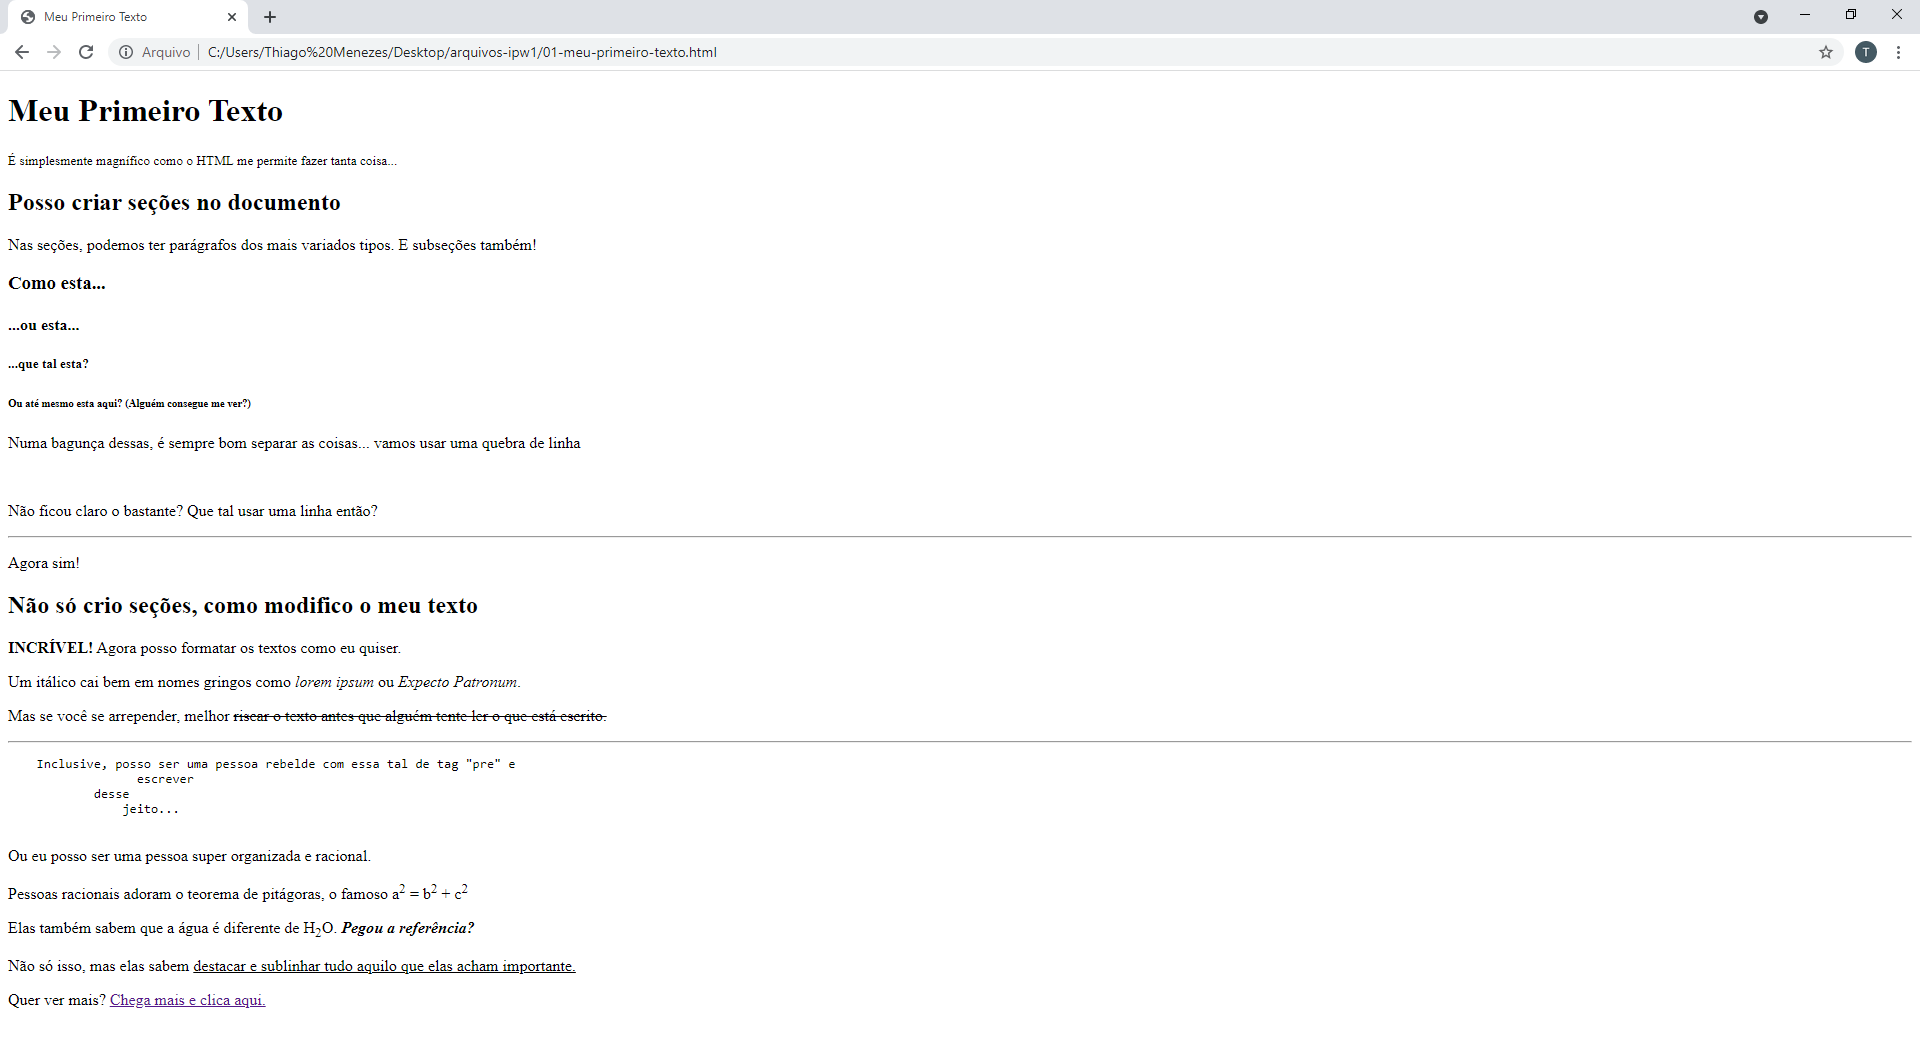 Meu Primeiro Texto
Arquivo | C:/Users/Thiago%20Menezes/Desktop/arquivos-ipw1/01-meu-primeiro-texto.html
T
Meu Primeiro Texto
É simplesmente magnífico como o HTML me permite fazer tanta coisa...
Posso criar seções no documento
Nas seções, podemos ter parágrafos dos mais variados tipos. E subseções também!
Como esta...
...ou esta...
...que tal esta?
Ou até mesmo esta aqui? (Alguém consegue me ver?)
Numa bagunça dessas, é sempre bom separar as coisas... vamos usar uma quebra de linha
Não ficou claro o bastante? Que tal usar uma linha então?
Agora sim!
Não só crio seções, como modifico o meu texto
INCRÍVEL! Agora posso formatar os textos como eu quiser.
Um itálico cai bem em nomes gringos como lorem ipsum ou Expecto Patronum.
Mas se você se arrepender, melhor riscar o texto antes que alguém tente ler o que está escrito.
Inclusive, posso ser uma pessoa rebelde com essa tal de tag "pre" e
escrever
desse
jeito...
Ou eu posso ser uma pessoa super organizada e racional.
Pessoas racionais adoram o teorema de pitágoras, o famoso a² = b² + c²
Elas também sabem que a água é diferente de H₂O. Pegou a referência?
Não só isso, mas elas sabem destacar e sublinhar tudo aquilo que elas acham importante.
Quer ver mais? Chega mais e clica aqui.